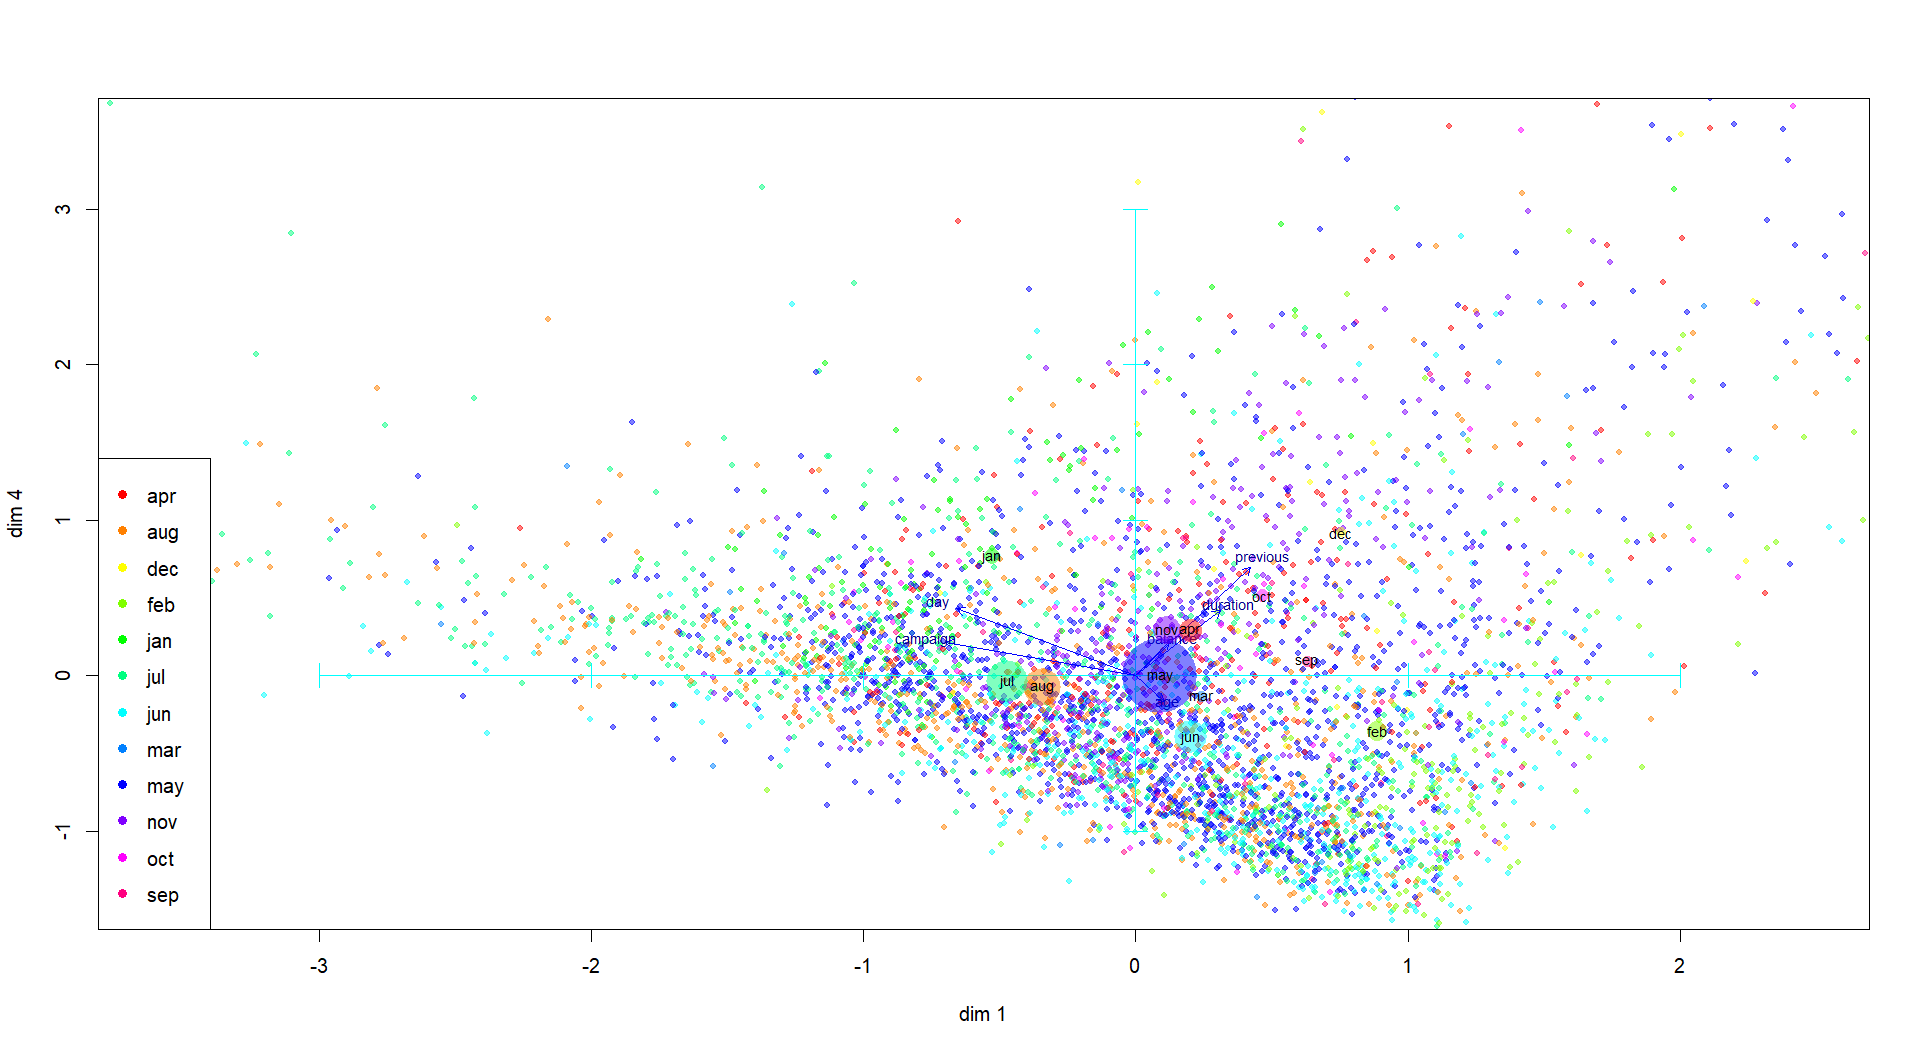 3
2
1
0
-1
dim 4
-3
-2
-1
0
1
2
dim 1
apr
aug
dec
feb
jan
jul
jun
mar
may
nov
oct
sep
dec
jan
previous
oct
day
duration
nov
apr
campaign
balance
sep
may
jul
aug
mar
age
feb
jun